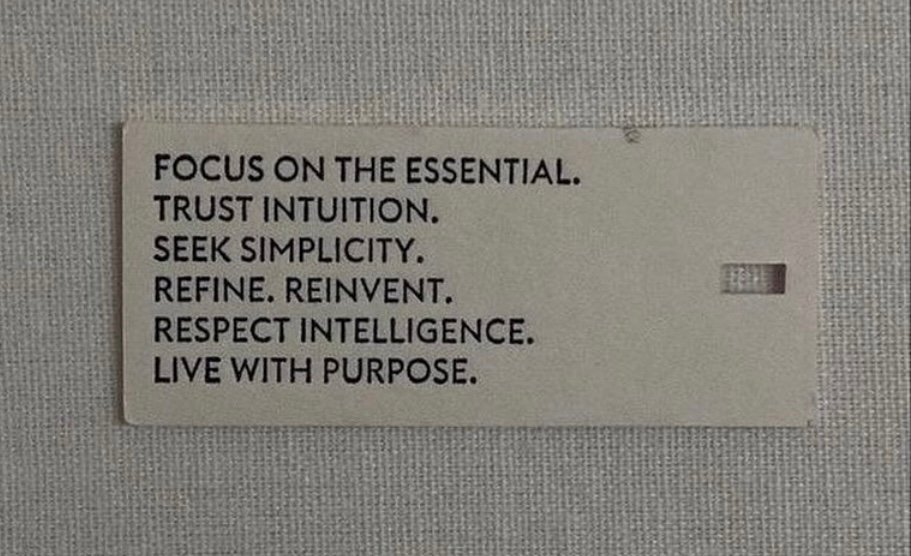 FOCUS ON THE ESSENTIAL.
TRUST INTUITION.
SEEK SIMPLICITY.
REFINE. REINVENT.
RESPECT INTELLIGENCE.
LIVE WITH PURPOSE.